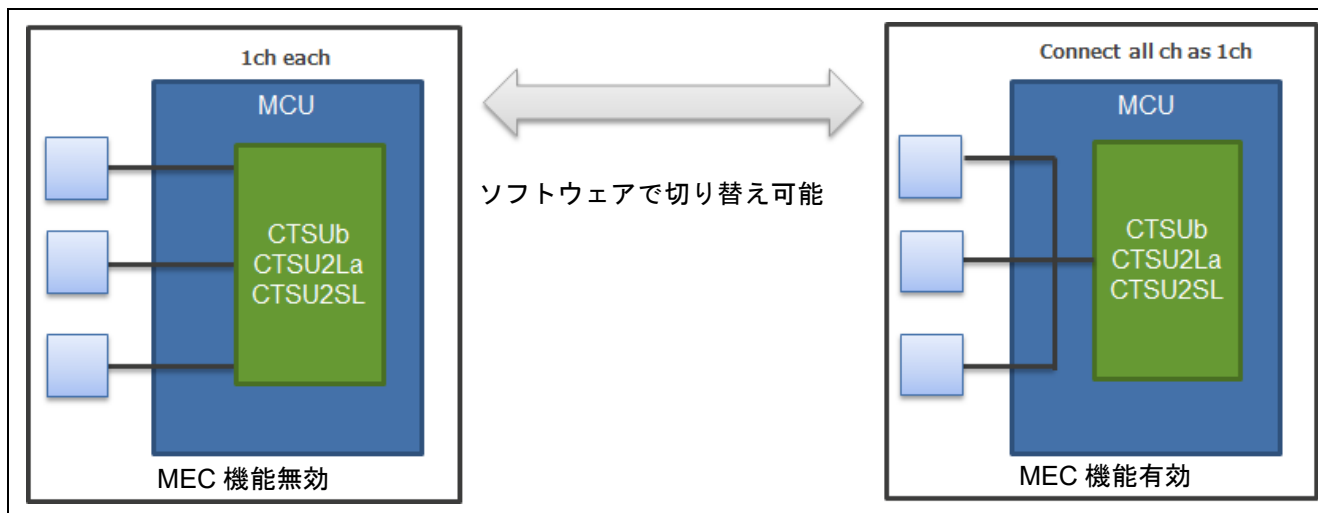 1ch each
MCU
CTSUb
CTSU2La
CTSU2SL
MEC 機能無効
ソフトウェアで切り替え可能
Connect all ch as 1ch
MCU
CTSUb
CTSU2La
CTSU2SL
MEC 機能有効